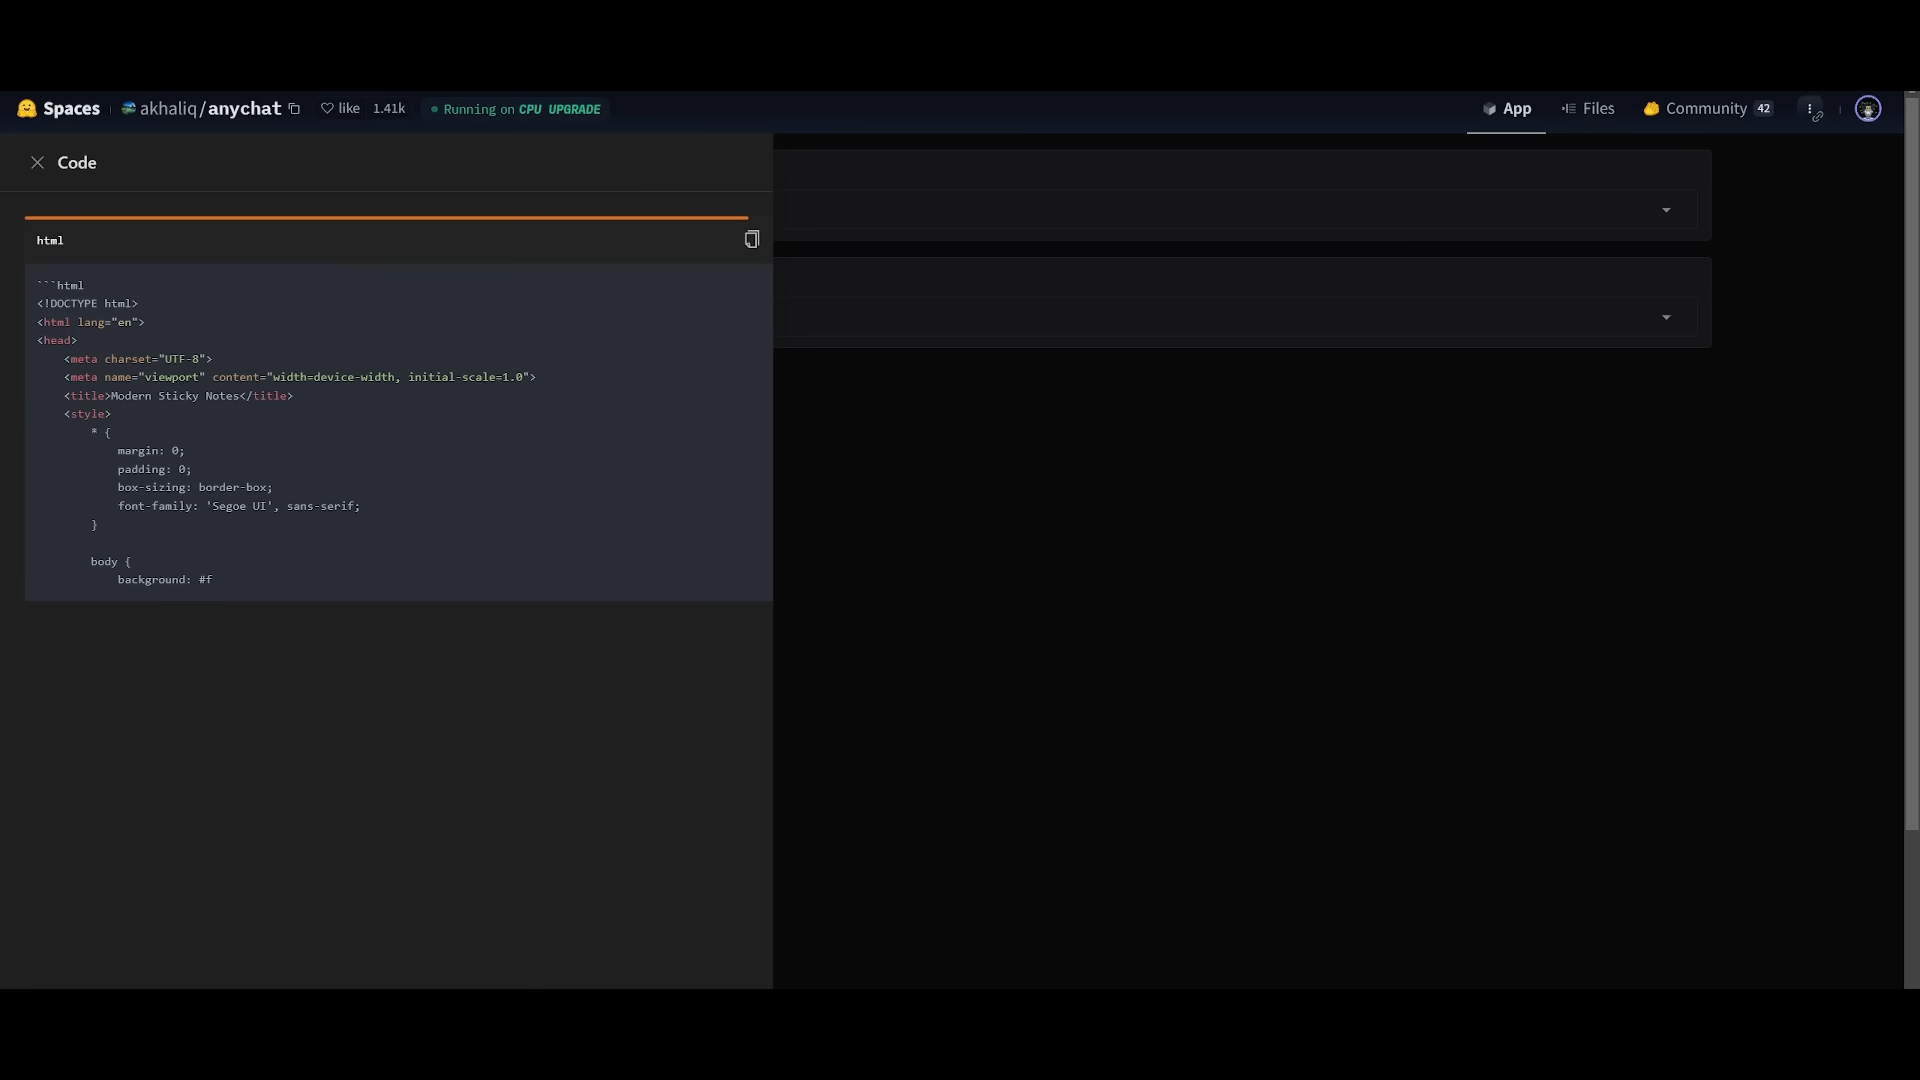 Spaces akhaliq/anychat like 1.41k Running on CPU UPGRADE App Files Community 42
Code
html
```html
<!DOCTYPE html>
<html lang="en">
<head>
    <meta charset="UTF-8">
    <meta name="viewport" content="width=device-width, initial-scale=1.0">
    <title>Modern Sticky Notes</title>
    <style>
        * {
            margin: 0;
            padding: 0;
            box-sizing: border-box;
            font-family: 'Segoe UI', sans-serif;
        }
        body {
            background: #f